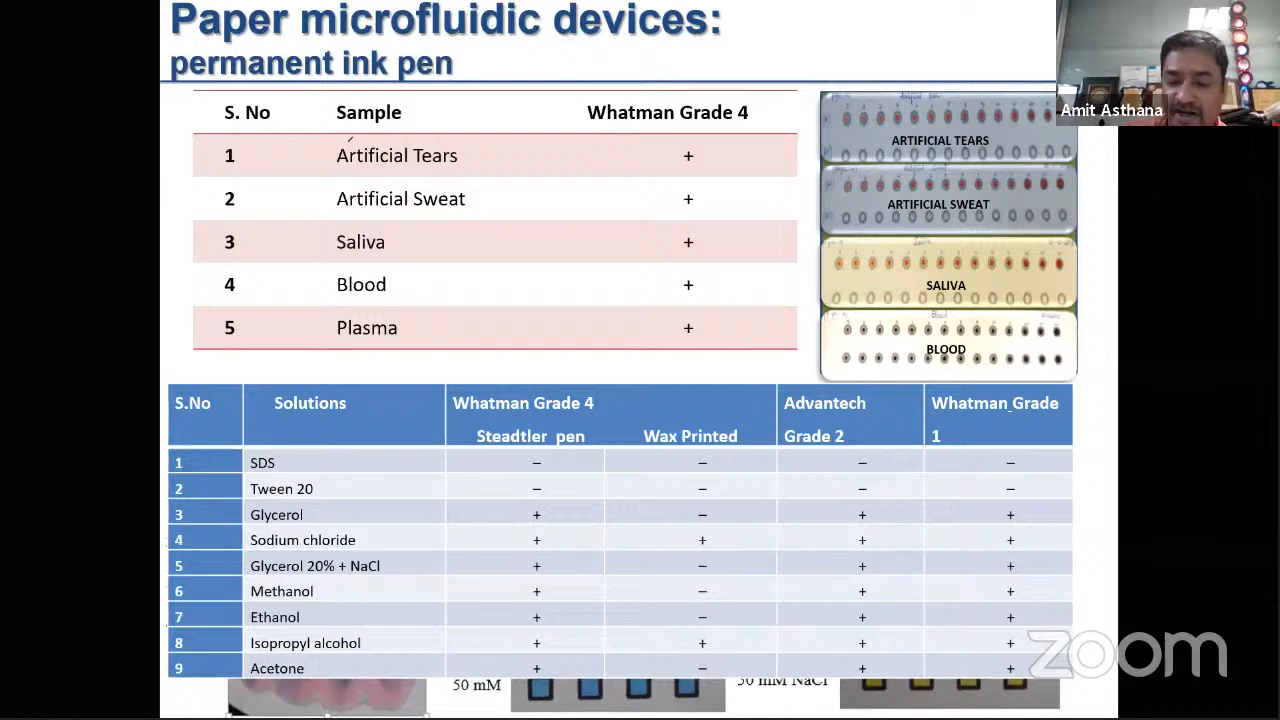 Paper microfluidic devices:
permanent ink pen
S. No Sample Whatman Grade 4
1 Artificial Tears +
2 Artificial Sweat +
3 Saliva +
4 Blood +
5 Plasma +
Amit Asthana
ARTIFICIAL TEARS
ARTIFICIAL SWEAT
SALIVA
BLOOD
S.No Solutions Whatman Grade 4 Advantech Whatman Grade
Steadtler pen Wax Printed Grade 2 1
1 SDS – – – –
2 Tween 20 – – – –
3 Glycerol + – + +
4 Sodium chloride + + + +
5 Glycerol 20% + NaCl + – + +
6 Methanol + – + +
7 Ethanol + – + +
8 Isopropyl alcohol + + + +
9 Acetone + – + +
50 mM 50 mM NaCl
zoom